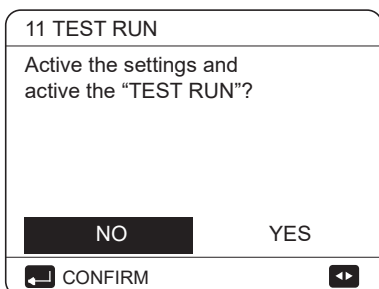 11 TEST RUN
Active the settings and
active the “TEST RUN”?
NO YES
CONFIRM